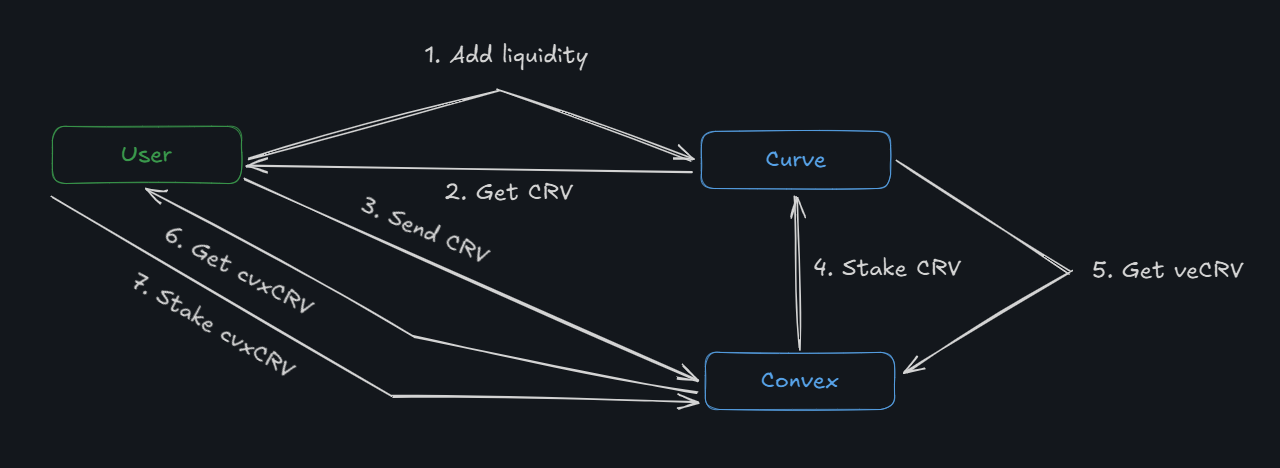 1. Add liquidity
User
Curve
2. Get CRV
3. Send CRV
6. Get cvxCRV
7. Stake cvxCRV
4. Stake CRV
5. Get veCRV
Convex